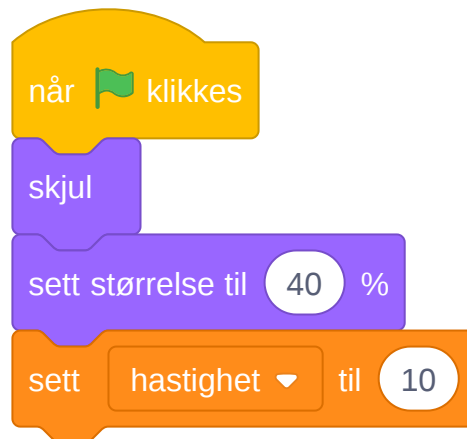 når klikkes
skjul
sett størrelse til 40 %
sett hastighet til 10